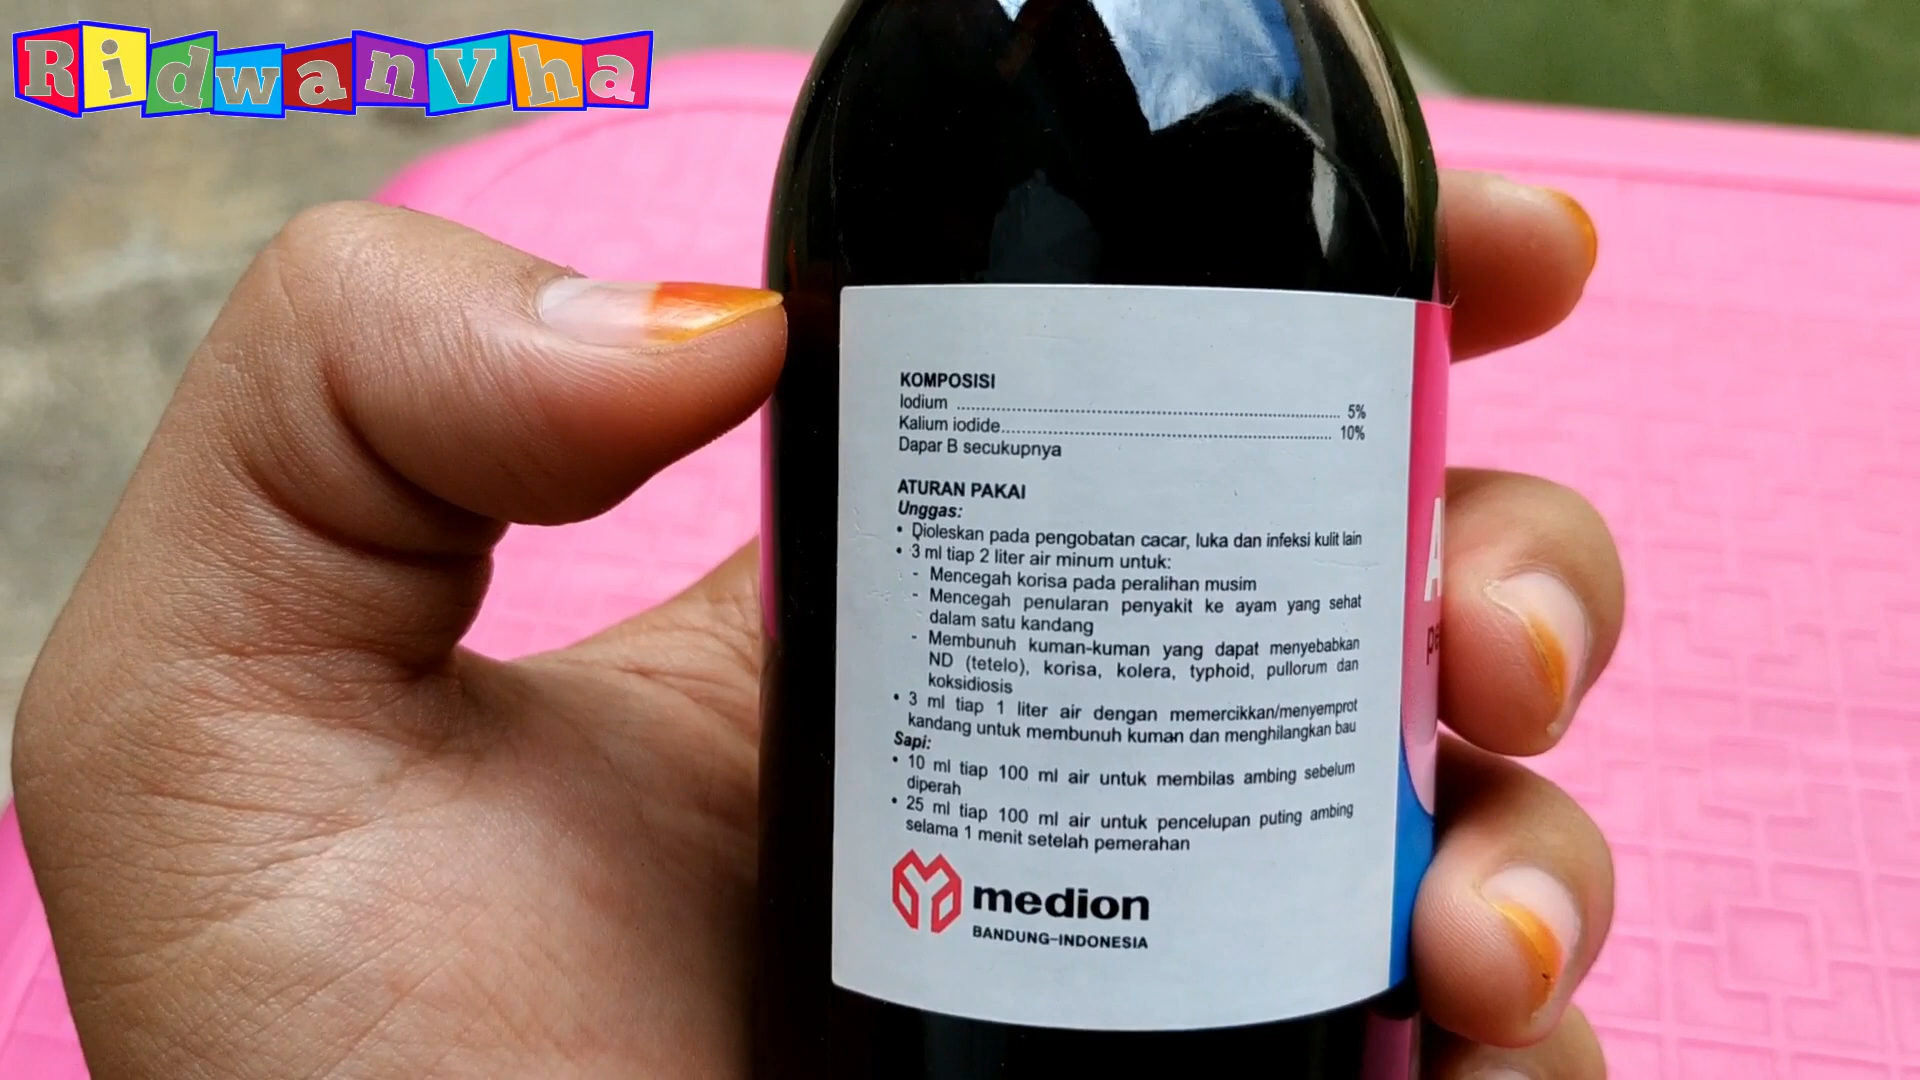 RidwanVha
KOMPOSISI
Iodium ........ 5%
Kalium iodide........ 10%
Dapar B secukupnya
ATURAN PAKAI
Unggas:
• Dioleskan pada pengobatan cacar, luka dan infeksi kulit lain
• 3 ml tiap 2 liter air minum untuk:
- Mencegah korisa pada peralihan musim
- Mencegah penularan penyakit ke ayam yang sehat
dalam satu kandang
- Membunuh kuman-kuman yang dapat menyebabkan
ND (tetelo), korisa, kolera, typhoid, pullorum dan
koksidiosis
• 3 ml tiap 1 liter air dengan memercikkan/menyemprot
kandang untuk membunuh kuman dan menghilangkan bau
Sapi:
• 10 ml tiap 100 ml air untuk membilas ambing sebelum
diperah
• 25 ml tiap 100 ml air untuk pencelupan puting ambing
selama 1 menit setelah pemerahan
medion
BANDUNG-INDONESIA